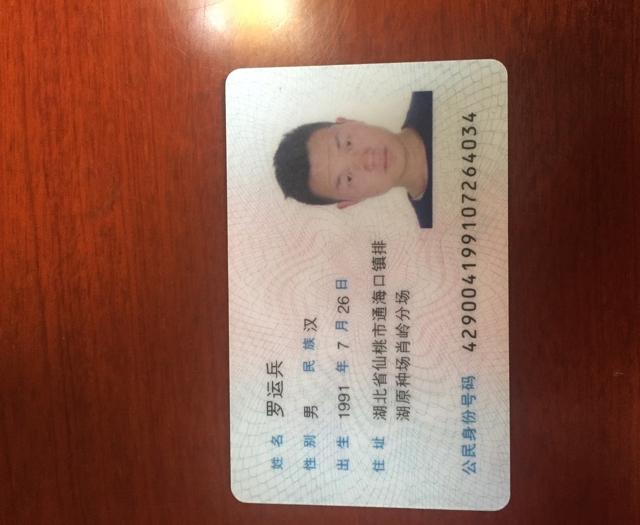 姓名 罗运兵
性别 男 民族 汉
出生 1991 年 7 月 26 日
住址 湖北省仙桃市通海口镇排
湖原种场肖岭分场
公民身份号码 429004199107264034